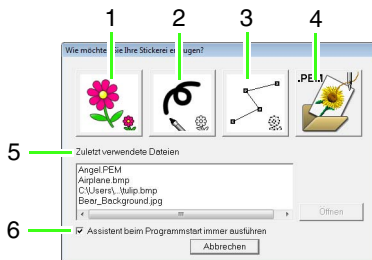 1 2 3 4
Wie möchten Sie Ihre Stickerei erzeugen?
.PEM
5 Zuletzt verwendete Dateien
Angel.PEM
Airplane.bmp
C:\Users\...\tulip.bmp
Bear_Background.jpg
Öffnen
6 Assistent beim Programmstart immer ausführen
Abbrechen